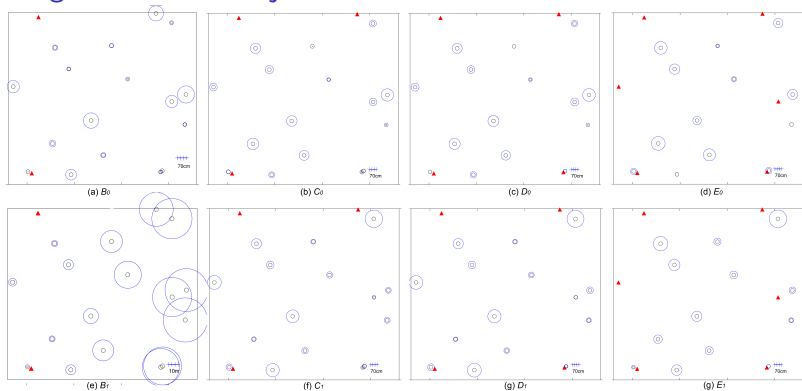 70cm
70cm
70cm
70cm
(a) B0
(b) C0
(c) D0
(d) E0
10m
70cm
70cm
70cm
(e) B1
(f) C1
(g) D1
(g) E1